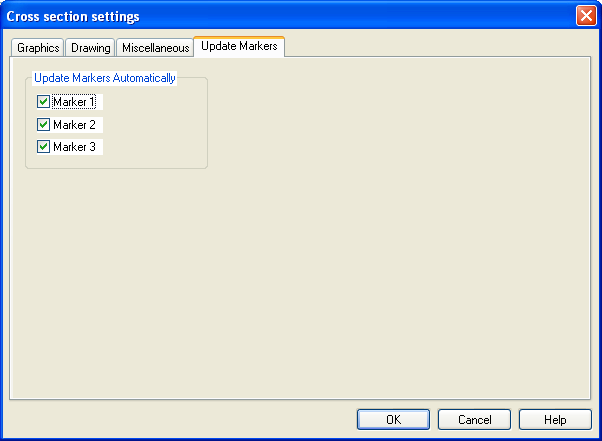 Cross section settings
Graphics Drawing Miscellaneous Update Markers
Update Markers Automatically
Marker 1
Marker 2
Marker 3
OK Cancel Help